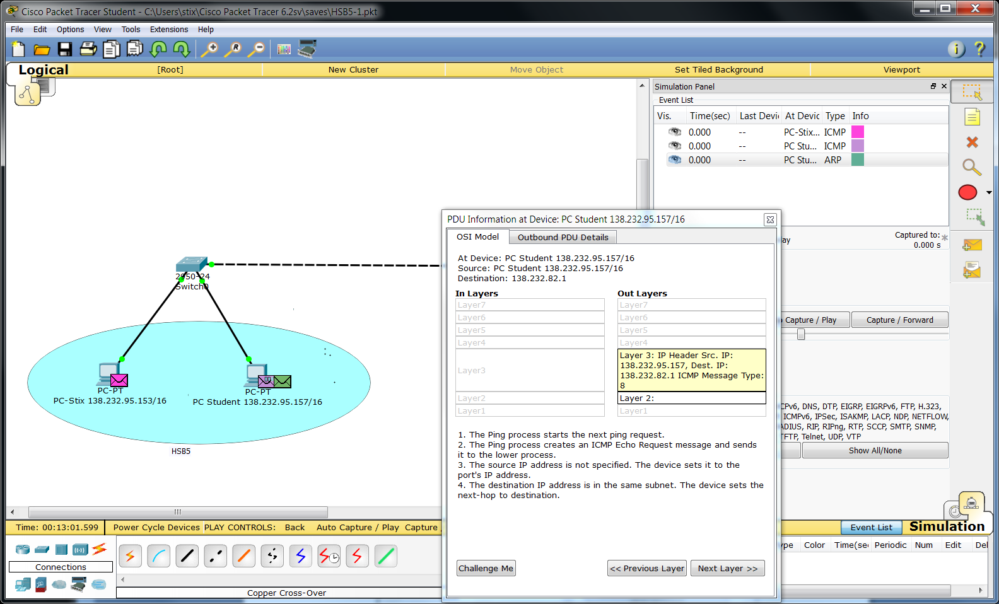 Cisco Packet Tracer Student - C:\Users\stix\Cisco Packet Tracer 6.2sv\saves\HSB5-1.pkt
File Edit Options View Tools Extensions Help
Logical [Root] New Cluster Move Object Set Tiled Background Viewport
Simulation Panel
Event List
Vis. Time(sec) Last Devi At Devic Type Info
0.000 -- PC-Stix... ICMP
0.000 -- PC Stu... ICMP
0.000 -- PC Stu... ARP
ay
Captured to:
0.000 s
Capture / Play Capture / Forward
CPv6, DNS, DTP, EIGRP, EIGRPv6, FTP, H.323,
ICMPv6, IPSec, ISAKMP, LACP, NDP, NETFLOW,
ADIUS, RIP, RIPng, RTP, SCCP, SMTP, SNMP,
TFTP, Telnet, UDP, VTP
Show All/None
2950-24
Switch0
PC-PT
PC-Stix 138.232.95.153/16
PC-PT
PC Student 138.232.95.157/16
HSB5
PDU Information at Device: PC Student 138.232.95.157/16
OSI Model Outbound PDU Details
At Device: PC Student 138.232.95.157/16
Source: PC Student 138.232.95.157/16
Destination: 138.232.82.1
In Layers
Layer7
Layer6
Layer5
Layer4
Layer3
Layer2
Layer1
Out Layers
Layer7
Layer6
Layer5
Layer4
Layer 3: IP Header Src. IP:
138.232.95.157, Dest. IP:
138.232.82.1 ICMP Message Type:
8
Layer 2:
Layer1
1. The Ping process starts the next ping request.
2. The Ping process creates an ICMP Echo Request message and sends
it to the lower process.
3. The source IP address is not specified. The device sets it to the
port's IP address.
4. The destination IP address is in the same subnet. The device sets the
next-hop to destination.
Challenge Me << Previous Layer Next Layer >>
Time: 00:13:01.599 Power Cycle Devices PLAY CONTROLS: Back Auto Capture / Play Capture
Event List Simulation
ype Color Time(sec Periodic Num Edit Del
Connections
Copper Cross-Over